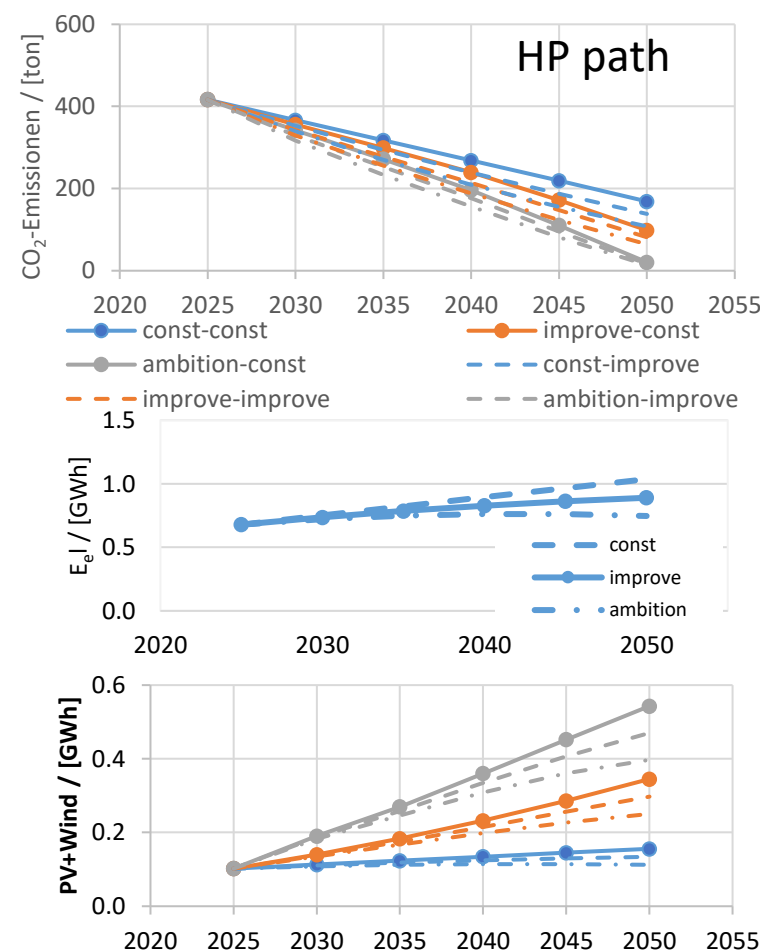 HP path
CO₂-Emissionen / [ton]
600
400
200
0
2020 2025 2030 2035 2040 2045 2050 2055
const-const improve-const
ambition-const const-improve
improve-improve ambition-improve
EₑI / [GWh]
1.5
1.0
0.5
0.0
const
improve
ambition
2020 2030 2040 2050
PV+Wind / [GWh]
0.6
0.4
0.2
0.0
2020 2025 2030 2035 2040 2045 2050 2055